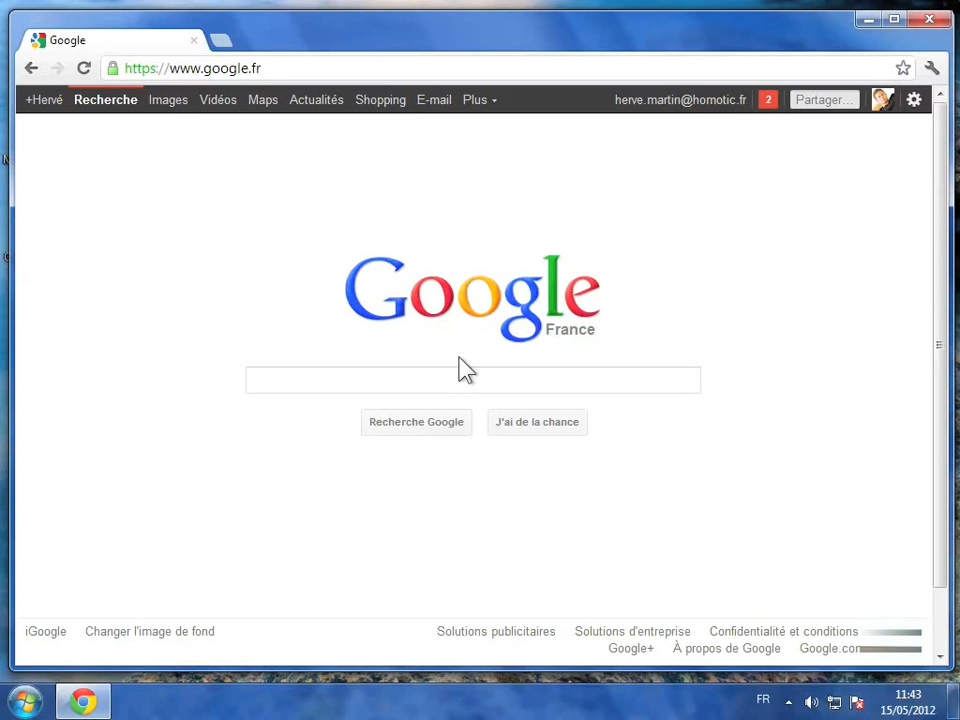 Google
https://www.google.fr
+Hervé Recherche Images Vidéos Maps Actualités Shopping E-mail Plus herve.martin@homotic.fr 2 Partager…
Google
France
Recherche Google J'ai de la chance
iGoogle Changer l'image de fond Solutions publicitaires Solutions d'entreprise Confidentialité et conditions
Google+ À propos de Google Google.com
FR 11:43
15/05/2012